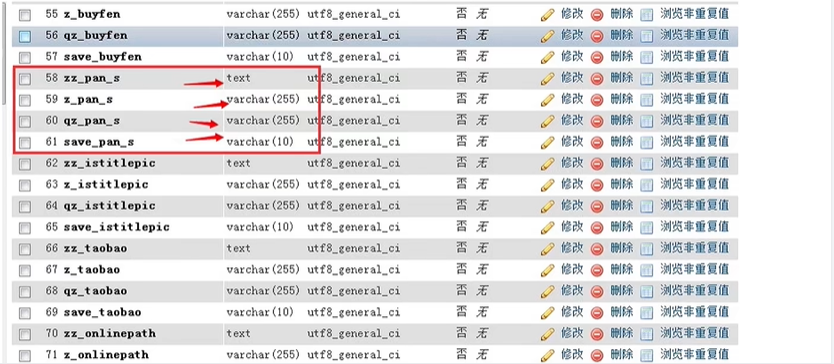 55 z_buyfen varchar(255) utf8_general_ci 否 无 修改 删除 浏览非重复值
56 qz_buyfen varchar(255) utf8_general_ci 否 无 修改 删除 浏览非重复值
57 save_buyfen varchar(10) utf8_general_ci 否 无 修改 删除 浏览非重复值
58 zz_pan_s text utf8_general_ci 否 无 修改 删除 浏览非重复值
59 z_pan_s varchar(255) utf8_general_ci 否 无 修改 删除 浏览非重复值
60 qz_pan_s varchar(255) utf8_general_ci 否 无 修改 删除 浏览非重复值
61 save_pan_s varchar(10) utf8_general_ci 否 无 修改 删除 浏览非重复值
62 zz_istitlepic text utf8_general_ci 否 无 修改 删除 浏览非重复值
63 z_istitlepic varchar(255) utf8_general_ci 否 无 修改 删除 浏览非重复值
64 qz_istitlepic varchar(255) utf8_general_ci 否 无 修改 删除 浏览非重复值
65 save_istitlepic varchar(10) utf8_general_ci 否 无 修改 删除 浏览非重复值
66 zz_taobao text utf8_general_ci 否 无 修改 删除 浏览非重复值
67 z_taobao varchar(255) utf8_general_ci 否 无 修改 删除 浏览非重复值
68 qz_taobao varchar(255) utf8_general_ci 否 无 修改 删除 浏览非重复值
69 save_taobao varchar(10) utf8_general_ci 否 无 修改 删除 浏览非重复值
70 zz_onlinepath text utf8_general_ci 否 无 修改 删除 浏览非重复值
71 z_onlinepath varchar(255) utf8_general_ci 否 无 修改 删除 浏览非重复值